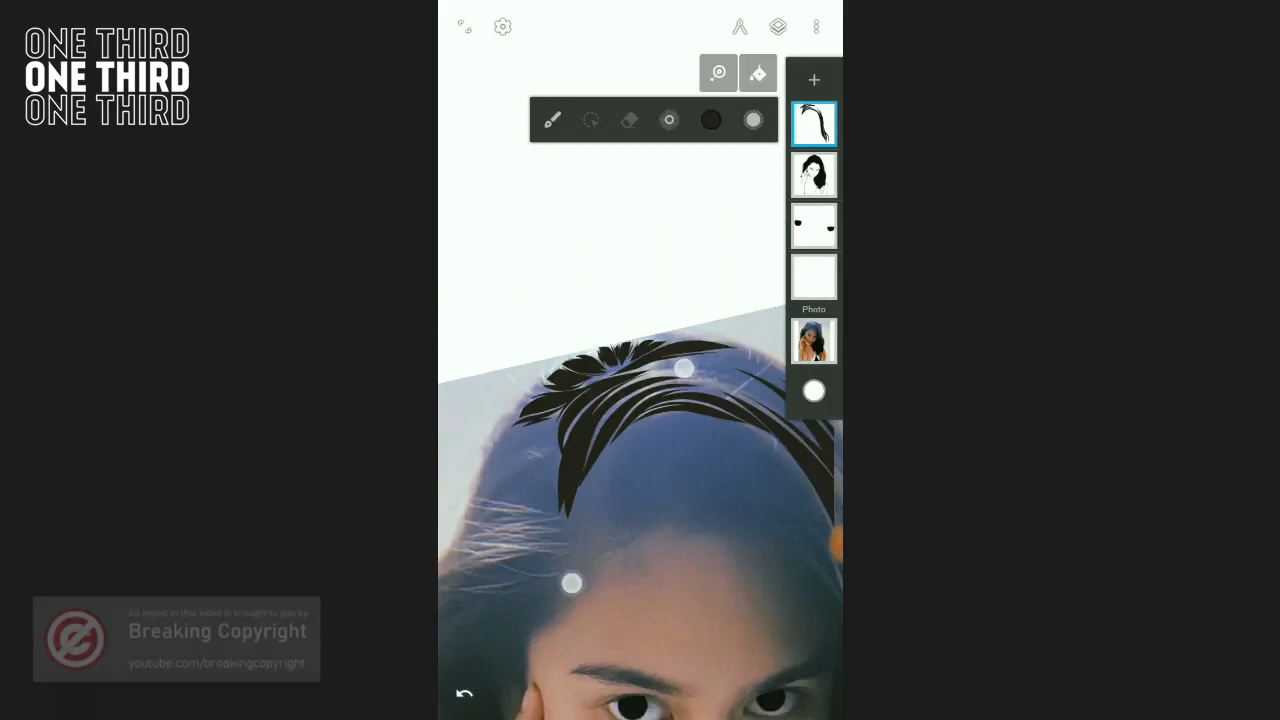 ONE THIRD
ONE THIRD
ONE THIRD
Photo
All music in this video is brought to you by
Breaking Copyright
youtube.com/breakingcopyright